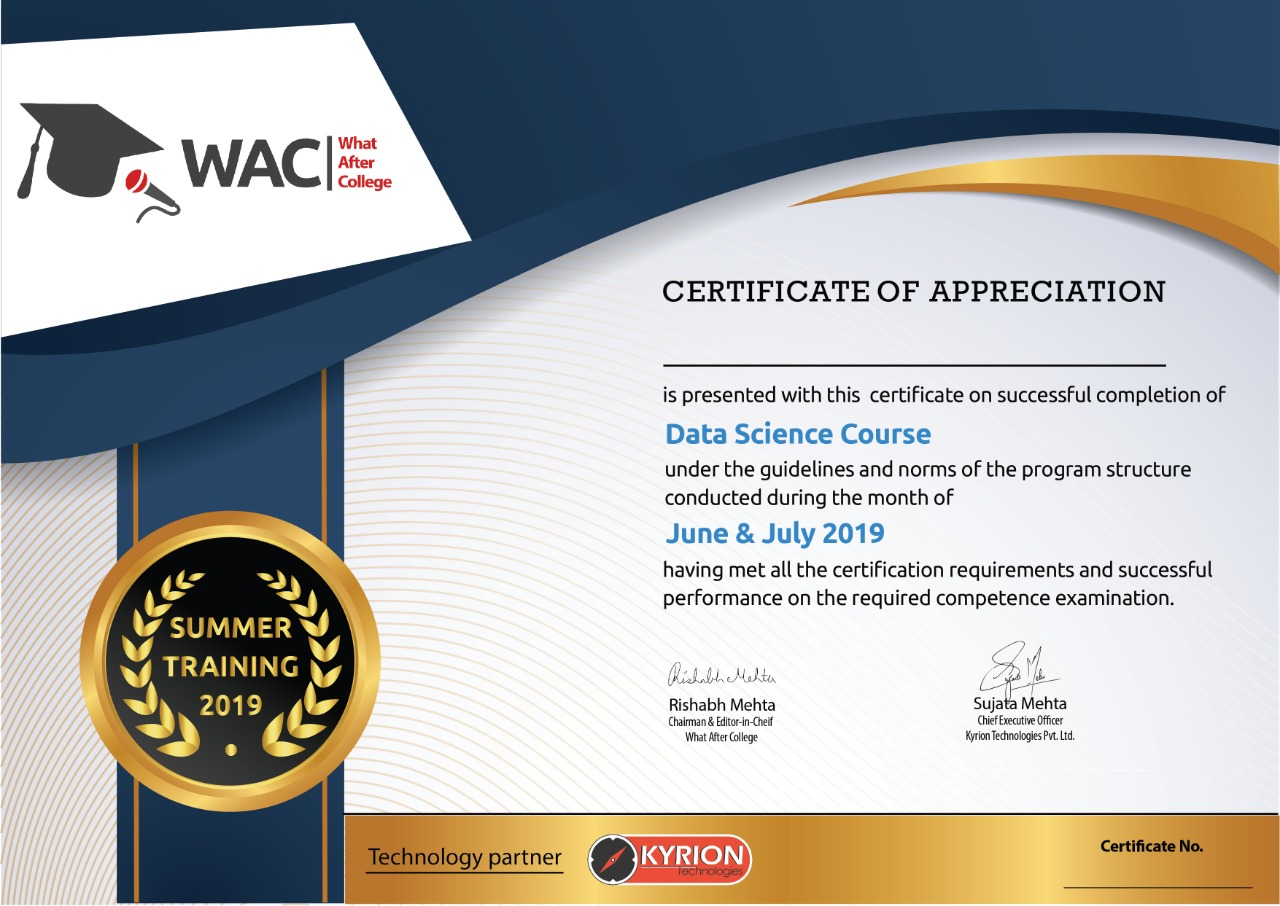 WAC
What
After
College
CERTIFICATE OF APPRECIATION
is presented with this certificate on successful completion of
Data Science Course
under the guidelines and norms of the program structure
conducted during the month of
June & July 2019
having met all the certification requirements and successful
performance on the required competence examination.
SUMMER
TRAINING
2019
Rishabh Mehta
Rishabh Mehta
Chairman & Editor-in-Cheif
What After College
Sujata Mehta
Chief Executive Officer
Kyrion Technologies Pvt. Ltd.
Technology partner
KYRION
Technologies
Certificate No.